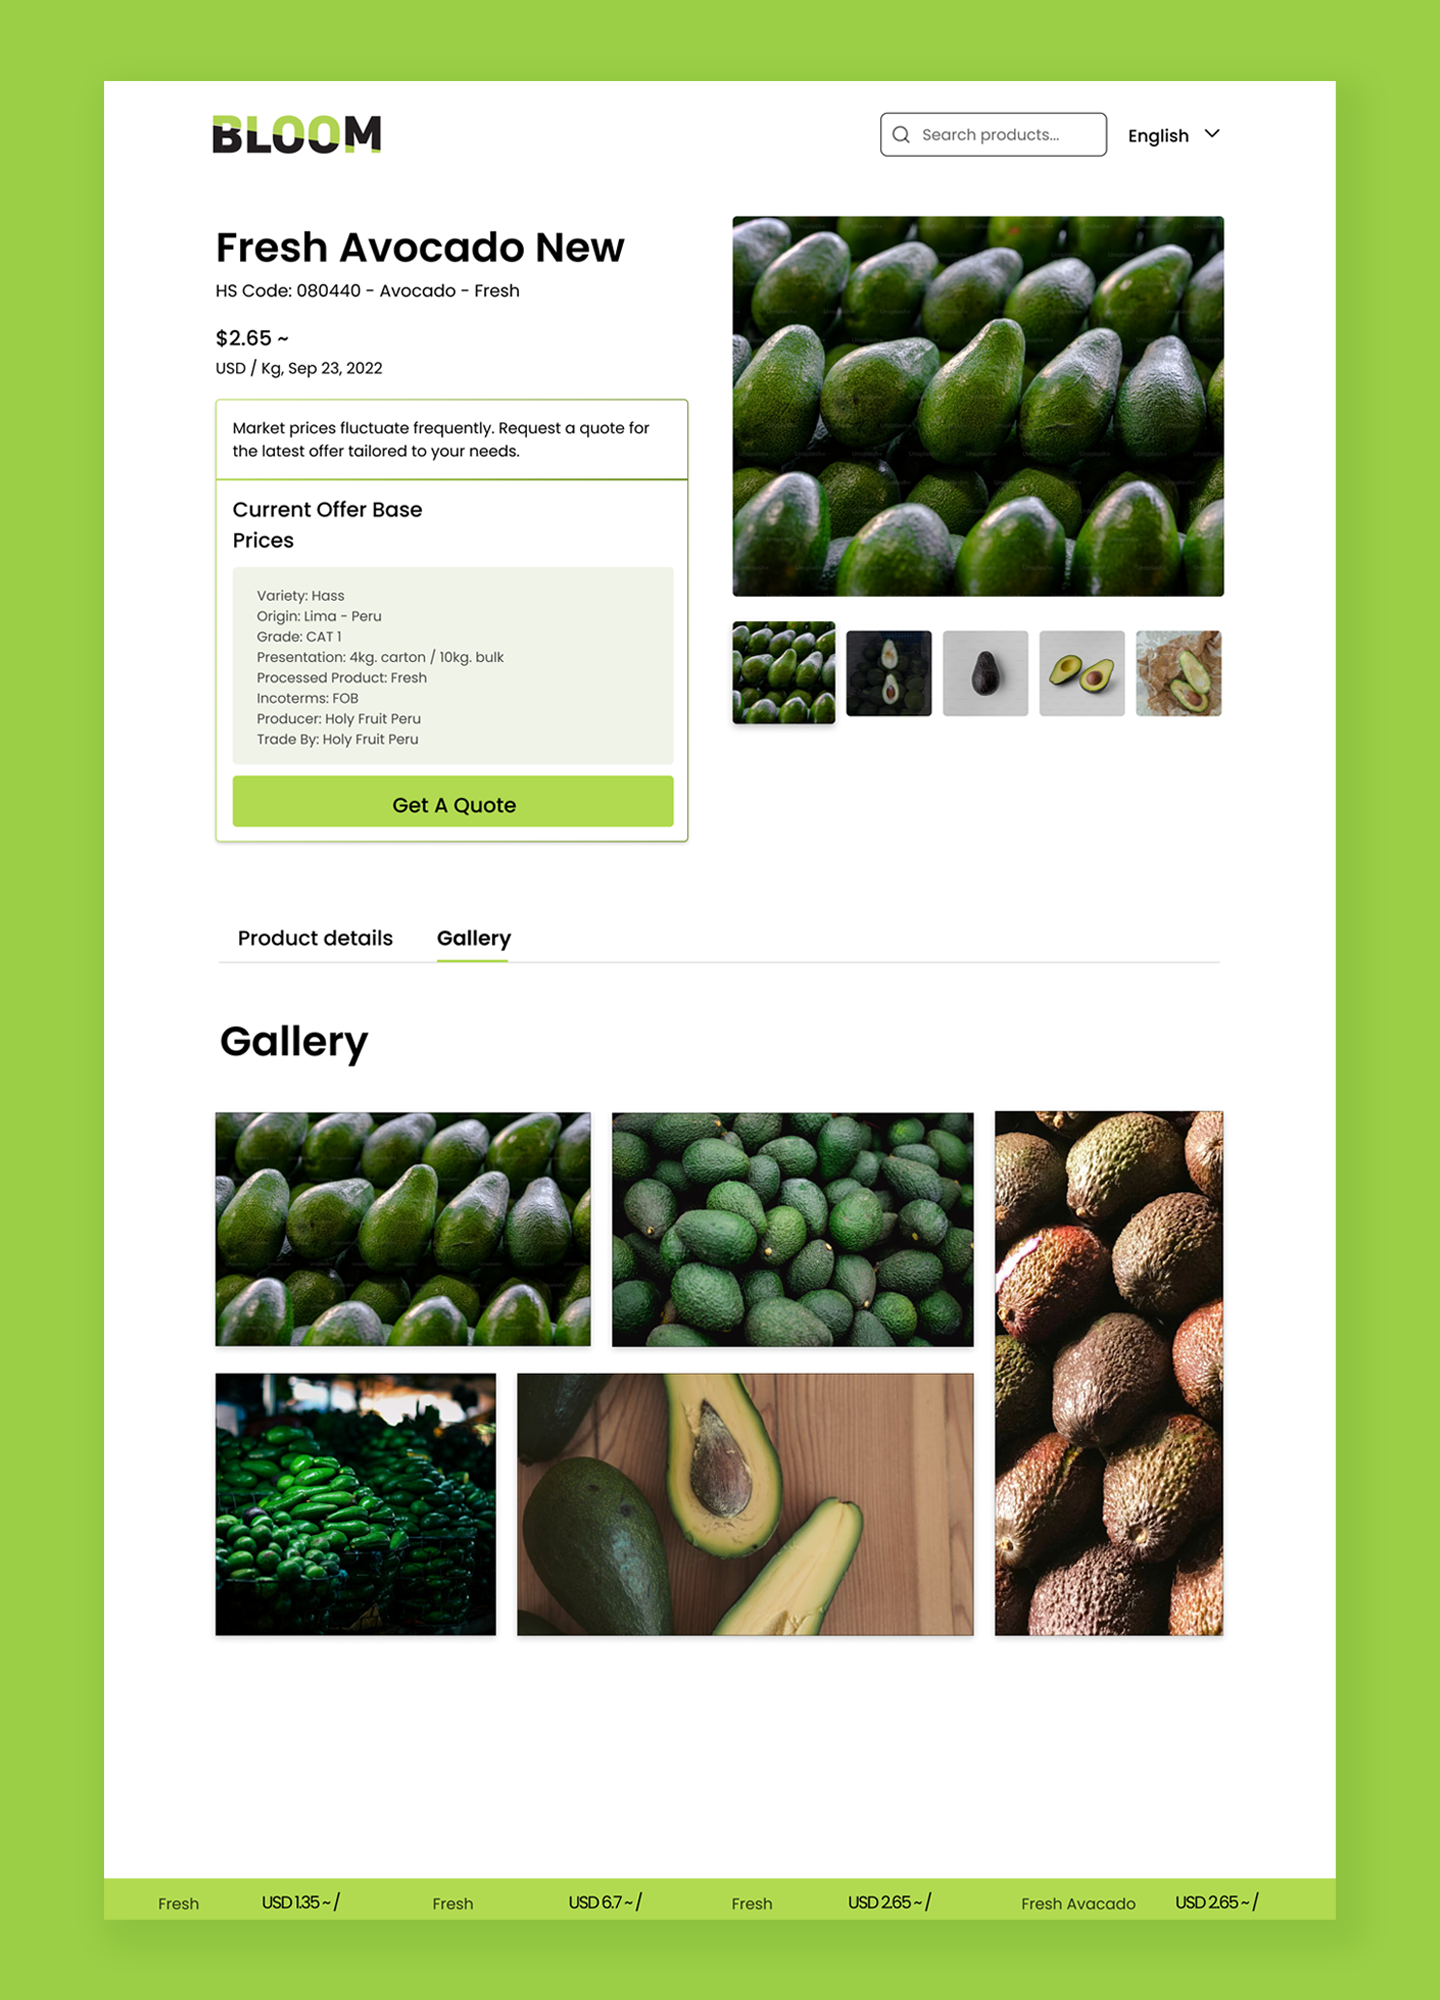 BLOOM
Search products...
English
Fresh Avocado New
HS Code: 080440 - Avocado - Fresh
$2.65 ~
USD / Kg, Sep 23, 2022
Market prices fluctuate frequently. Request a quote for
the latest offer tailored to your needs.
Current Offer Base
Prices
Variety: Hass
Origin: Lima - Peru
Grade: CAT 1
Presentation: 4kg. carton / 10kg. bulk
Processed Product: Fresh
Incoterms: FOB
Producer: Holy Fruit Peru
Trade By: Holy Fruit Peru
Get A Quote
Product details
Gallery
Gallery
Fresh USD 1.35 ~ / Fresh USD 6.7 ~ / Fresh USD 2.65 ~ / Fresh Avacado USD 2.65 ~ /